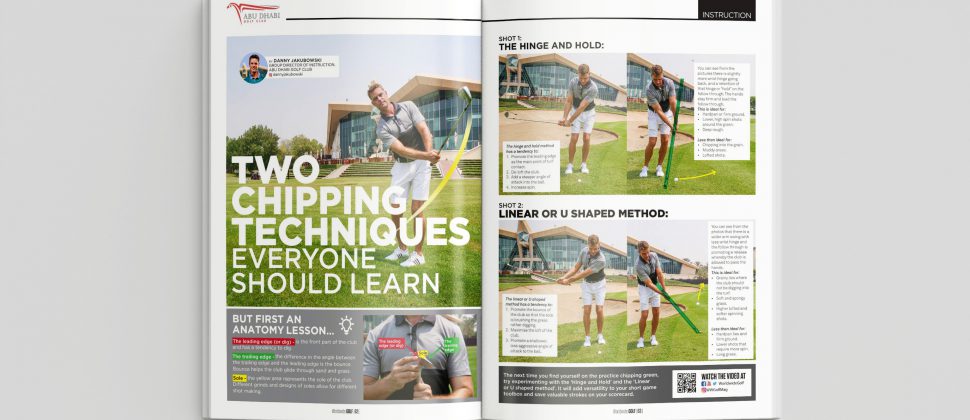 ABU DHABI
GOLF CLUB
BY DANNY JAKUBOWSKI
GROUP DIRECTOR OF INSTRUCTION,
ABU DHABI GOLF CLUB
dannyjakubowski
TWO
CHIPPING
TECHNIQUES
EVERYONE
SHOULD LEARN
BUT FIRST AN
ANATOMY LESSON...
The leading edge (or dig) - is the front part of the club
and has a tendency to dig.
The trailing edge - the difference in the angle between
the trailing edge and the leading edge is the bounce.
Bounce helps the club glide through sand and grass.
Sole - the yellow area represents the sole of the club.
Different grinds and designs of soles allow for different
shot making.
The leading
edge (or dig)
Sole
The trailing
edge
INSTRUCTION
SHOT 1:
THE HINGE AND HOLD:
The hinge and hold method
has a tendency to:
1. Promote the leading edge
as the main point of turf
contact.
2. De-loft the club.
3. Add a steeper angle of
attack into the ball.
4. Increase spin.
You can see from the
pictures there is slightly
more wrist hinge going
back, and a retention of
that hinge or "hold" on the
follow through. The hands
stay firm and lead the
follow through.
This is ideal for:
• Hardpan or firm ground.
• Lower, high spin shots
around the green.
• Deep rough.
Less than ideal for:
• Chipping into the grain.
• Muddy areas.
• Lofted shots.
SHOT 2:
LINEAR OR U SHAPED METHOD:
The linear or U shaped
method has a tendency to:
1. Promote the bounce of
the club so that the sole
is brushing the grass
rather digging.
2. Maximise the loft of the
club.
3. Promote a shallower,
less aggressive angle of
attack to the ball.
You can see from the
photos that there is a
wider arm swing with
less wrist hinge and
the follow through is
promoting a release
whereby the club is
allowed to pass the
hands.
This is ideal for:
• Grainy lies where
the club should
not be digging into
the turf.
• Soft and spongy
grass.
• Higher lofted and
softer spinning
shots.
Less than ideal for:
• Hardpan lies and
firm ground.
• Lower shots that
require more spin.
• Long grass.
The next time you find yourself on the practice chipping green,
try experimenting with the 'Hinge and Hold' and the 'Linear
or U shaped method'. It will add versatility to your short game
toolbox and save valuable strokes on your scorecard.
WATCH THE VIDEO AT
WorldwideGolf
@WWGolfMag